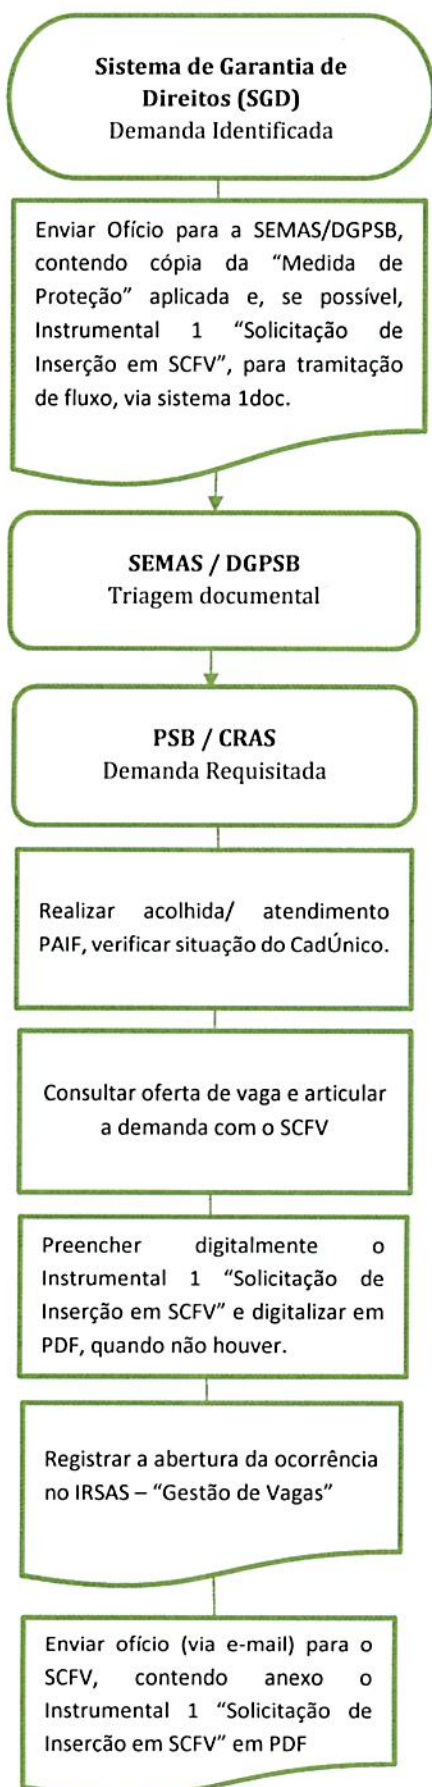 Sistema de Garantia de
Direitos (SGD)
Demanda Identificada
Enviar Ofício para a SEMAS/DGPSB,
contendo cópia da “Medida de
Proteção” aplicada e, se possível,
Instrumental 1 “Solicitação de
Inserção em SCFV”, para tramitação
de fluxo, via sistema 1doc.
SEMAS / DGPSB
Triagem documental
PSB / CRAS
Demanda Requisitada
Realizar acolhida/ atendimento
PAIF, verificar situação do CadÚnico.
Consultar oferta de vaga e articular
a demanda com o SCFV
Preencher digitalmente o
Instrumental 1 “Solicitação de
Inserção em SCFV” e digitalizar em
PDF, quando não houver.
Registrar a abertura da ocorrência
no IRSAS – “Gestão de Vagas”
Enviar ofício (via e-mail) para o
SCFV, contendo anexo o
Instrumental 1 “Solicitação de
Insercão em SCFV” em PDF